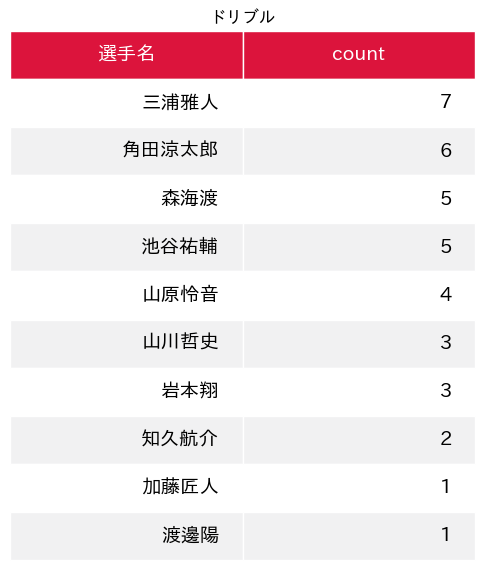 ドリブル
選手名 count
三浦雅人 7
角田涼太郎 6
森海渡 5
池谷祐輔 5
山原怜音 4
山川哲史 3
岩本翔 3
知久航介 2
加藤匠人 1
渡邊陽 1